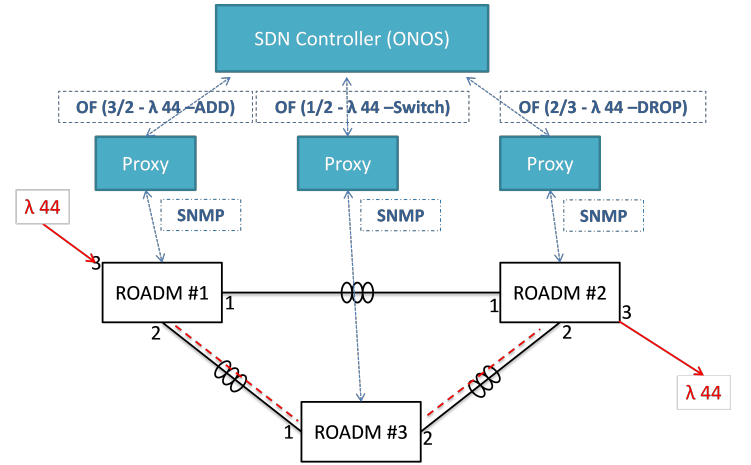 SDN Controller (ONOS)
OF (3/2 - λ 44 –ADD)
OF (1/2 - λ 44 –Switch)
OF (2/3 - λ 44 –DROP)
Proxy
Proxy
Proxy
λ 44
SNMP
SNMP
SNMP
3
ROADM #1
1
2
1
ROADM #2
3
2
λ 44
1
ROADM #3
2